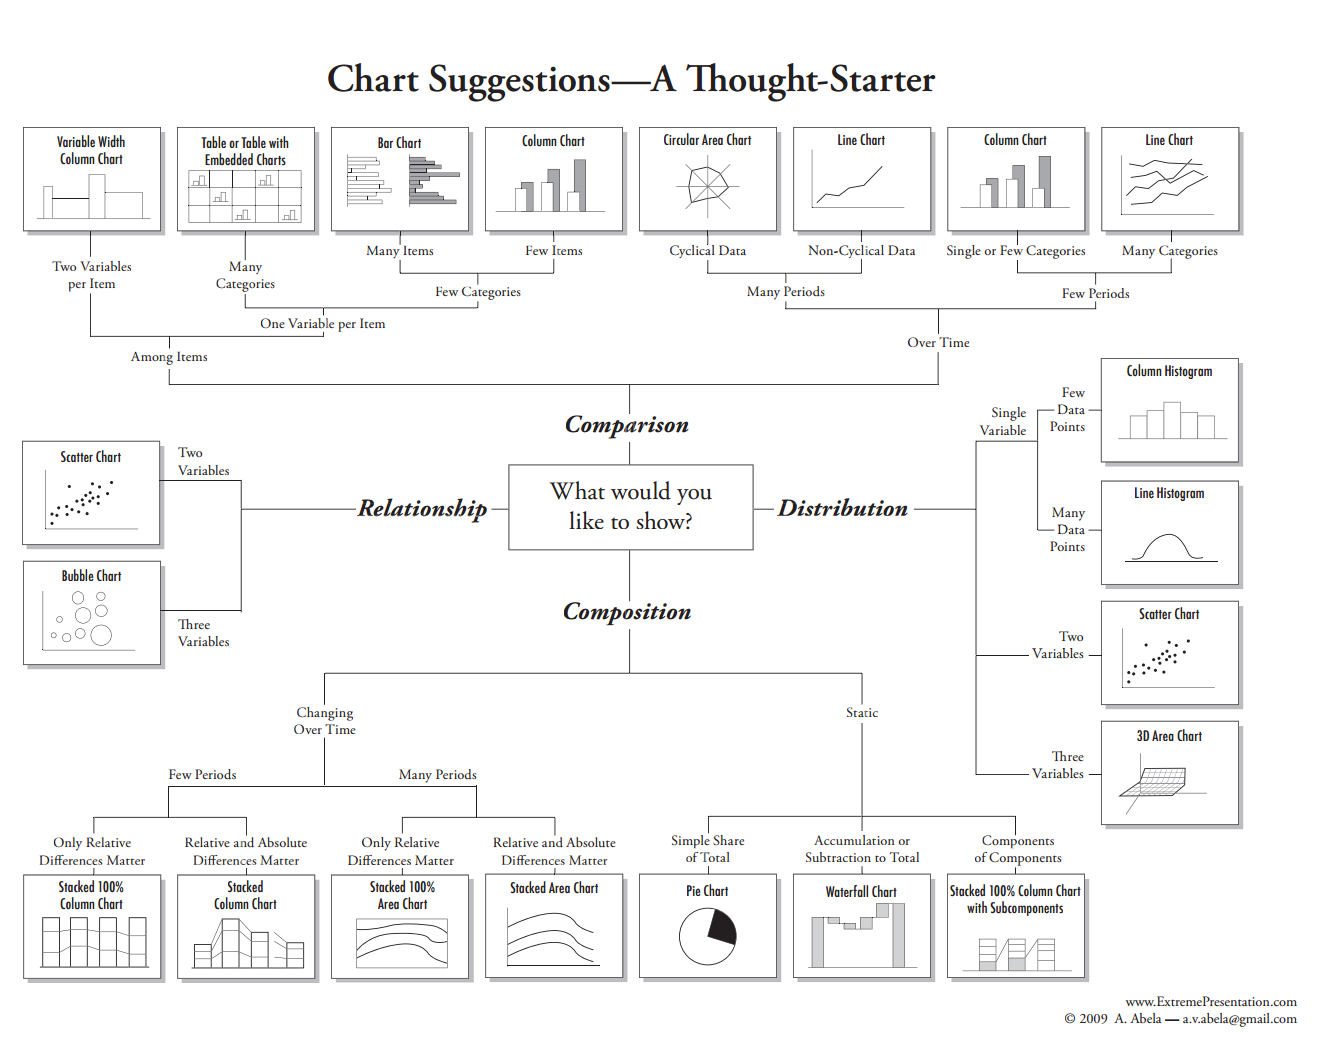 Chart Suggestions—A Thought-Starter
Variable Width
Column Chart
Table or Table with
Embedded Charts
Bar Chart
Column Chart
Circular Area Chart
Line Chart
Column Chart
Line Chart
Two Variables
per Item
Many
Categories
Many Items
Few Items
Cyclical Data
Non-Cyclical Data
Single or Few Categories
Many Categories
Few Categories
Many Periods
Few Periods
One Variable per Item
Among Items
Over Time
Comparison
What would you
like to show?
Relationship
Two
Variables
Scatter Chart
Three
Variables
Bubble Chart
Distribution
Single
Variable
Few
Data
Points
Column Histogram
Many
Data
Points
Line Histogram
Two
Variables
Scatter Chart
Three
Variables
3D Area Chart
Composition
Changing
Over Time
Static
Few Periods
Many Periods
Only Relative
Differences Matter
Relative and Absolute
Differences Matter
Only Relative
Differences Matter
Relative and Absolute
Differences Matter
Simple Share
of Total
Accumulation or
Subtraction to Total
Components
of Components
Stacked 100%
Column Chart
Stacked
Column Chart
Stacked 100%
Area Chart
Stacked Area Chart
Pie Chart
Waterfall Chart
Stacked 100% Column Chart
with Subcomponents
www.ExtremePresentation.com
© 2009 A. Abela — a.v.abela@gmail.com